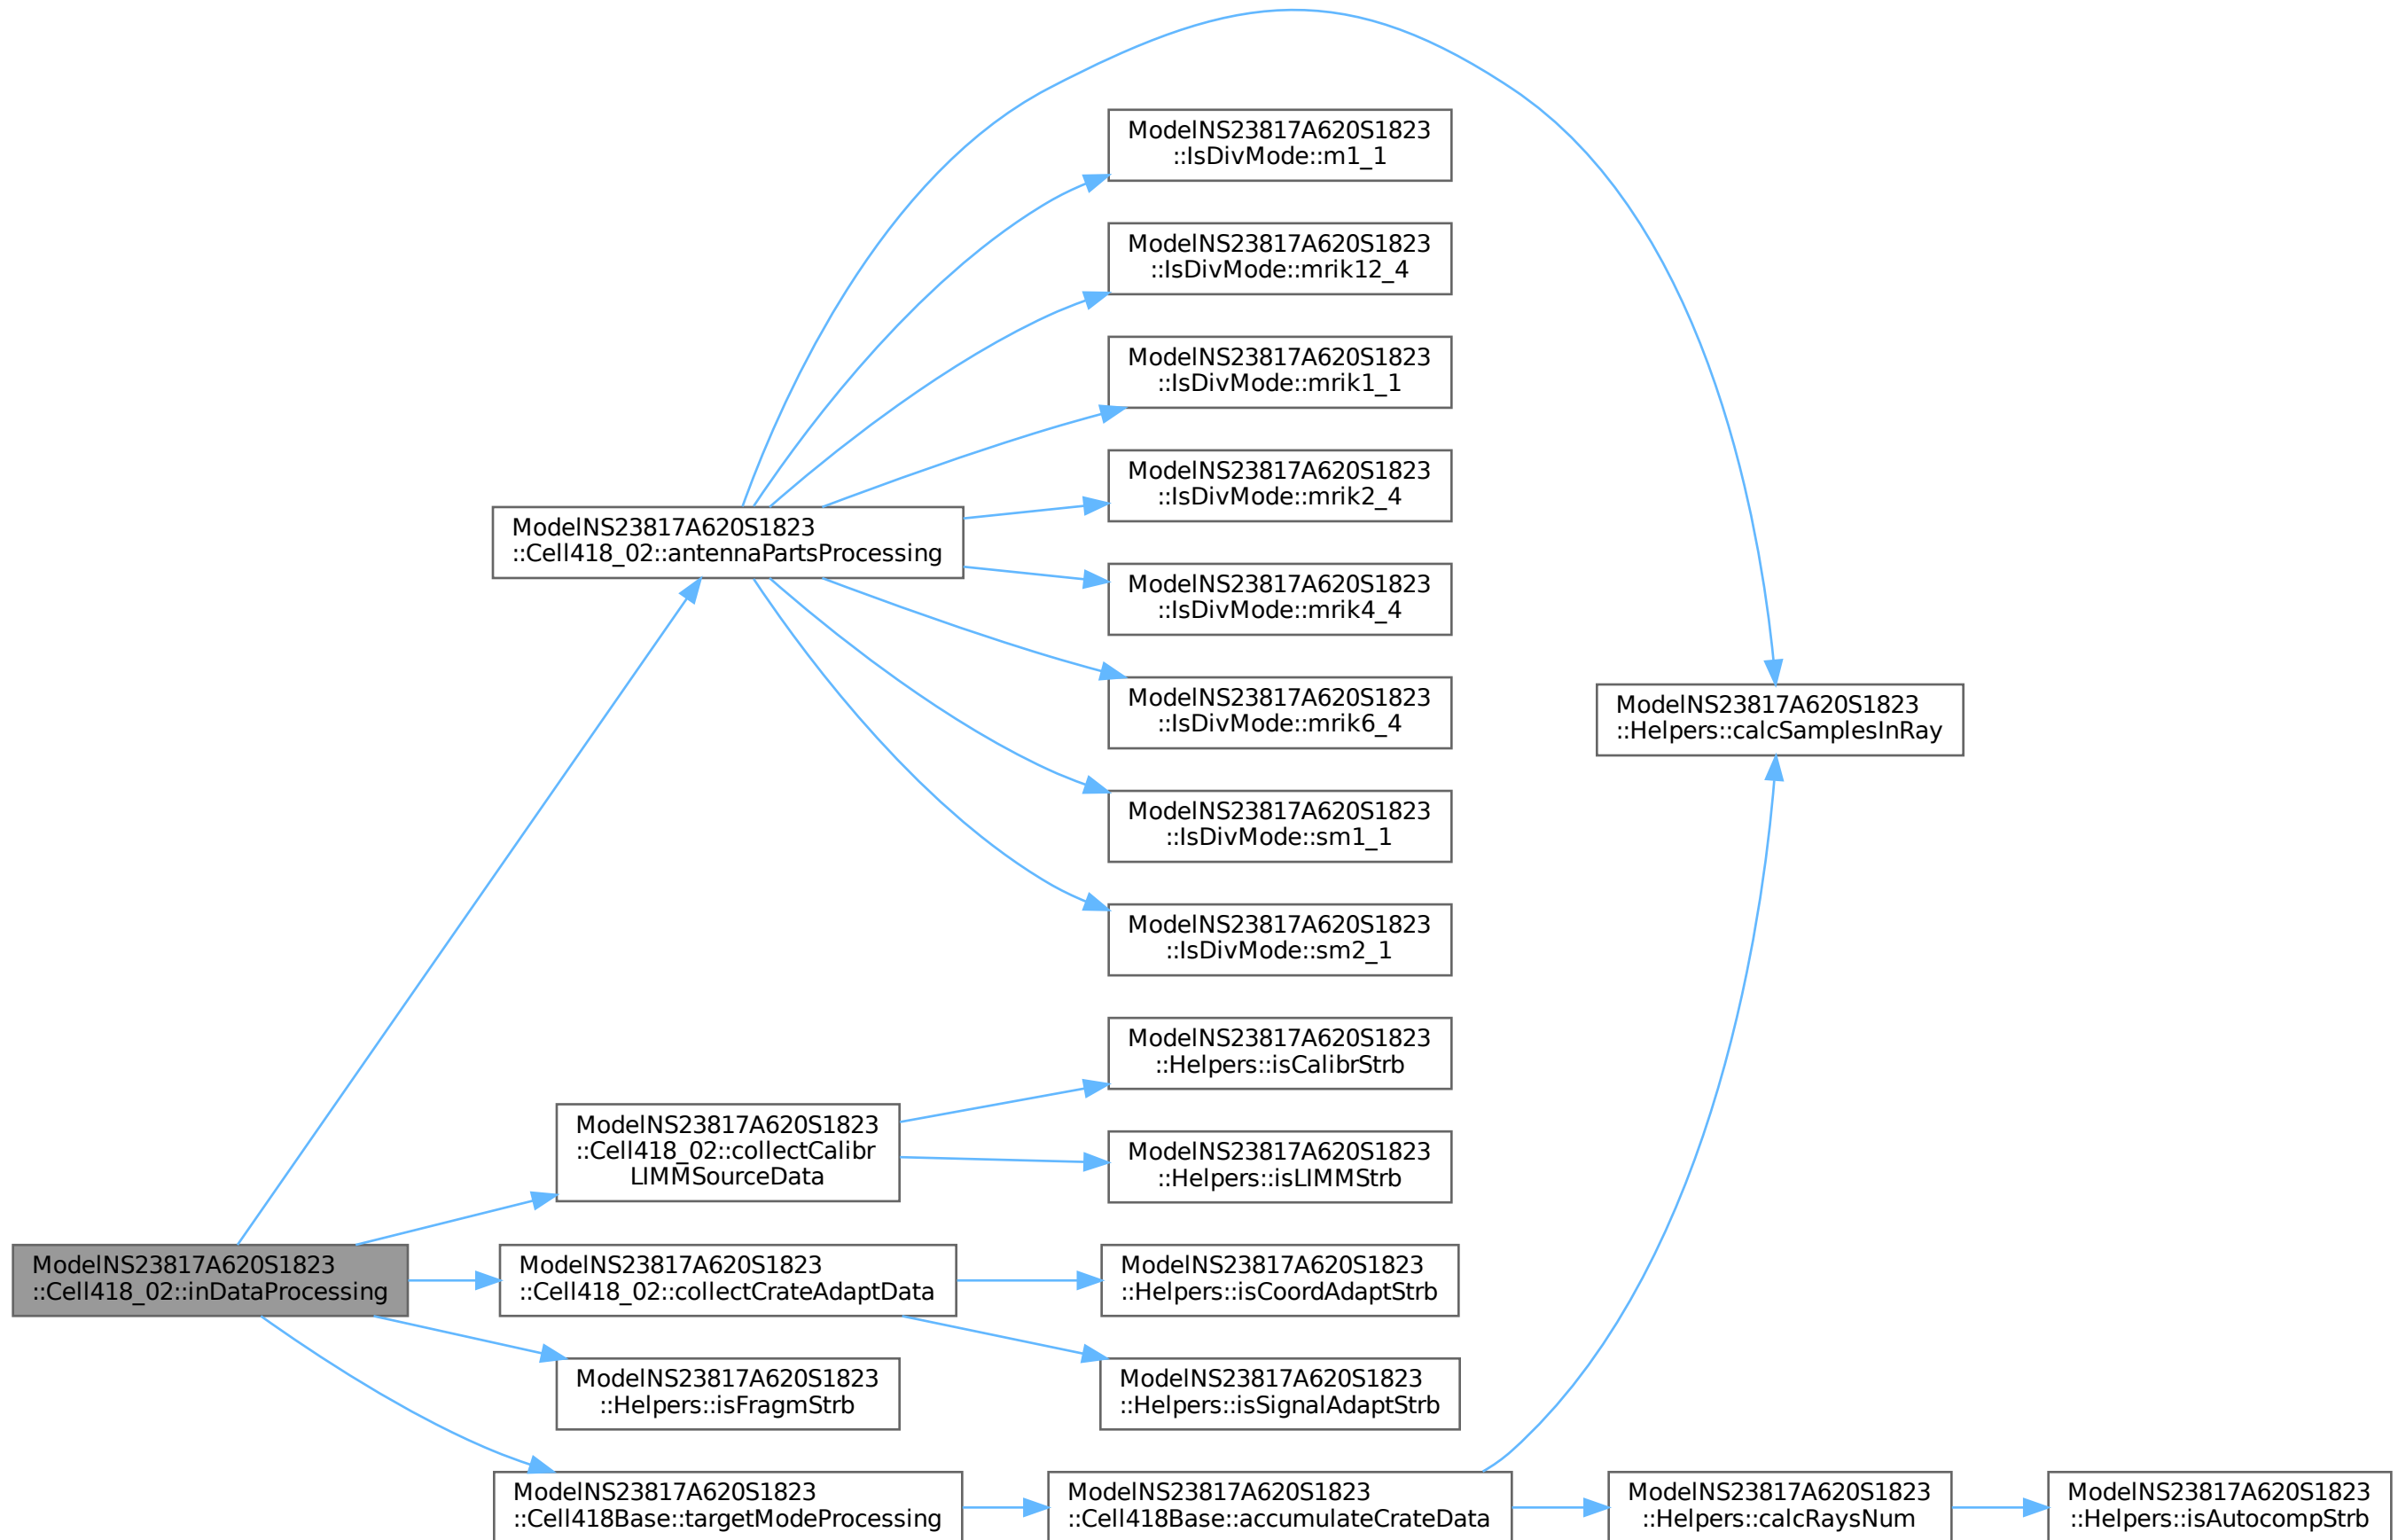 ModelNS23817A620S1823
::IsDivMode::m1_1
ModelNS23817A620S1823
::IsDivMode::mrik12_4
ModelNS23817A620S1823
::IsDivMode::mrik1_1
ModelNS23817A620S1823
::IsDivMode::mrik2_4
ModelNS23817A620S1823
::Cell418_02::antennaPartsProcessing
ModelNS23817A620S1823
::IsDivMode::mrik4_4
ModelNS23817A620S1823
::IsDivMode::mrik6_4
ModelNS23817A620S1823
::Helpers::calcSamplesInRay
ModelNS23817A620S1823
::IsDivMode::sm1_1
ModelNS23817A620S1823
::IsDivMode::sm2_1
ModelNS23817A620S1823
::Helpers::isCalibrStrb
ModelNS23817A620S1823
::Cell418_02::collectCalibr
LIMMSourceData
ModelNS23817A620S1823
::Helpers::isLIMMStrb
ModelNS23817A620S1823
::Cell418_02::inDataProcessing
ModelNS23817A620S1823
::Cell418_02::collectCrateAdaptData
ModelNS23817A620S1823
::Helpers::isCoordAdaptStrb
ModelNS23817A620S1823
::Helpers::isFragmStrb
ModelNS23817A620S1823
::Helpers::isSignalAdaptStrb
ModelNS23817A620S1823
::Cell418Base::targetModeProcessing
ModelNS23817A620S1823
::Cell418Base::accumulateCrateData
ModelNS23817A620S1823
::Helpers::calcRaysNum
ModelNS23817A620S1823
::Helpers::isAutocompStrb